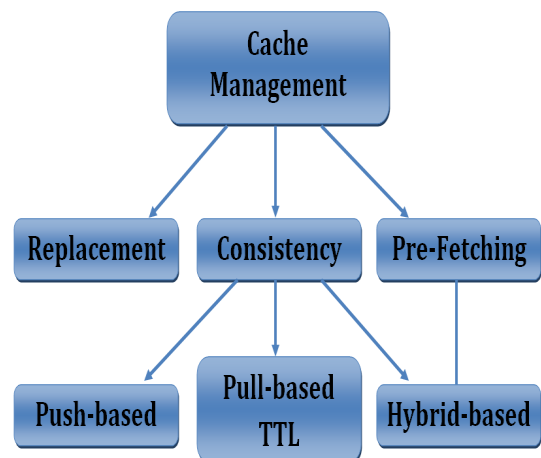 Cache
Management
Replacement
Consistency
Pre-Fetching
Push-based
Pull-based
TTL
Hybrid-based